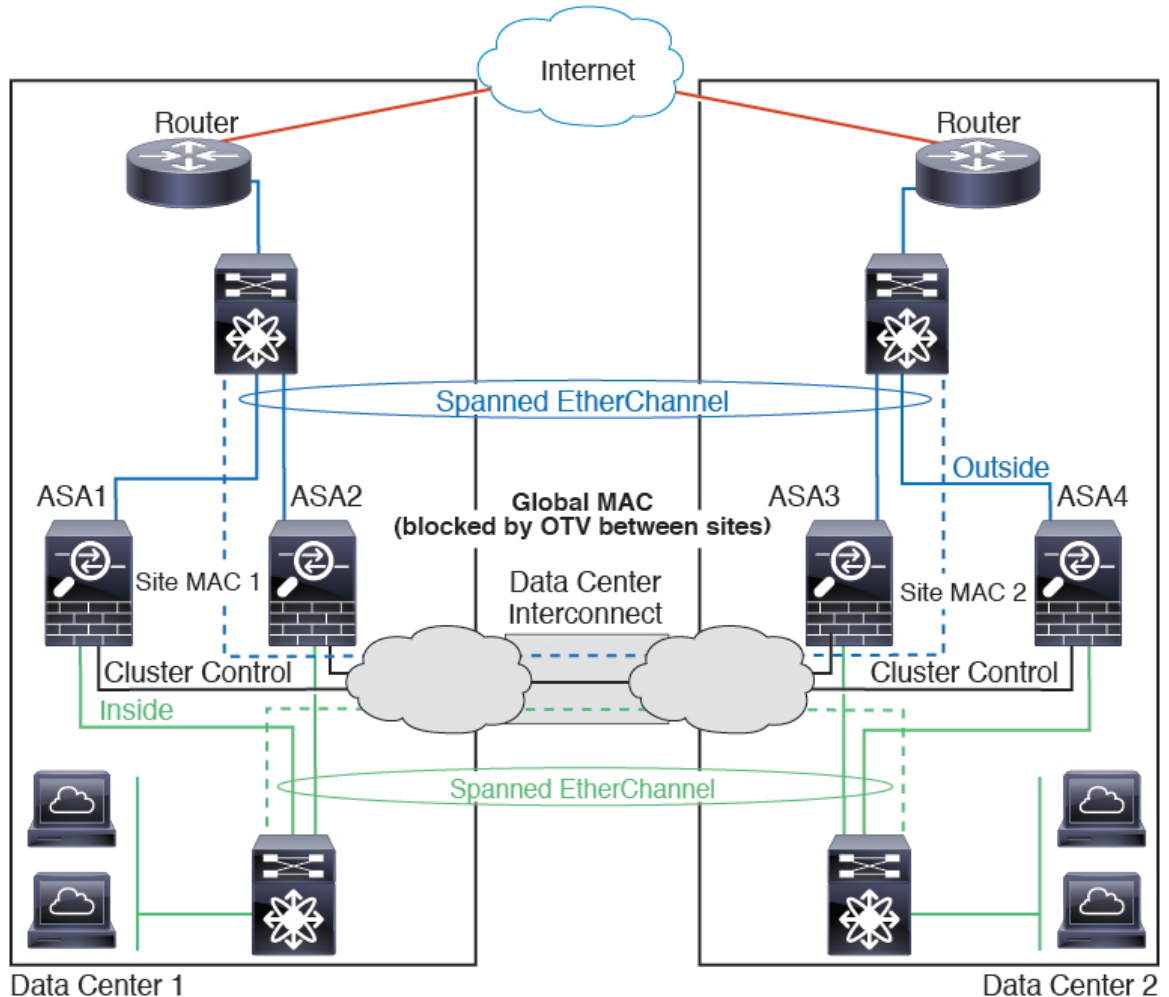 Internet
Router
Router
Spanned EtherChannel
Outside
ASA1
ASA2
Global MAC
(blocked by OTV between sites)
ASA3
ASA4
Site MAC 1
Data Center
Interconnect
Site MAC 2
Cluster Control
Cluster Control
Inside
Spanned EtherChannel
Data Center 1
Data Center 2